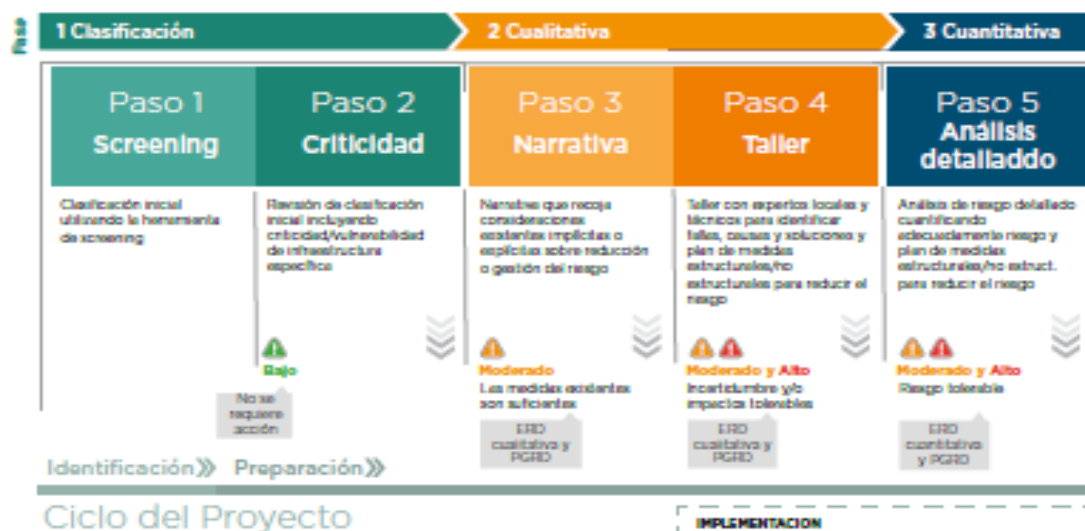 Fase
1 Clasificación
2 Cualitativa
3 Cuantitativa
Paso 1
Screening
Paso 2
Criticidad
Paso 3
Narrativa
Paso 4
Taller
Paso 5
Análisis
detalladdo
Clasificación inicial
utilizando la herramienta
de screening
Revisión de clasificación
inicial incluyendo
criticidad/vulnerabilidad
de infraestructura
específica
Narrativa que recoja
consideraciones
existentes implícitas o
explícitas sobre reducción
o gestión del riesgo
Taller con expertos locales y
técnicos para identificar
fallas, causas y soluciones y
plan de medidas
estructurales/no
estructurales para reducir el
riesgo
Análisis de riesgo detallado
cuantificando
adecuadamente riesgo y
plan de medidas
estructurales/no estruct.
para reducir el riesgo
Bajo
No se
requiere
acción
Moderado
Las medidas existentes
son suficientes
ERD
cualitativa y
PGRD
Moderado y Alto
Incertidumbre y/o
impactos tolerables
ERD
cualitativa y
PGRD
Moderado y Alto
Riesgo tolerable
ERD
cuantitativa
y PGRD
Identificación
Preparación
Ciclo del Proyecto
IMPLEMENTACION